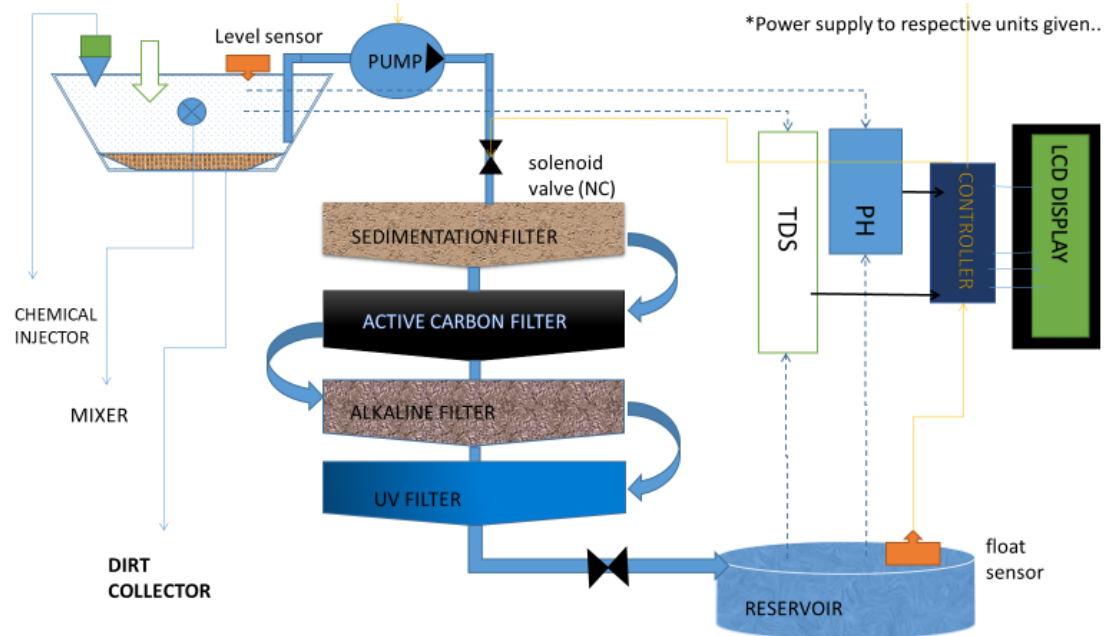 *Power supply to respective units given..
Level sensor
PUMP
solenoid
valve (NC)
SEDIMENTATION FILTER
ACTIVE CARBON FILTER
ALKALINE FILTER
UV FILTER
TDS
PH
CONTROLLER
LCD DISPLAY
CHEMICAL
INJECTOR
MIXER
DIRT
COLLECTOR
float
sensor
RESERVOIR